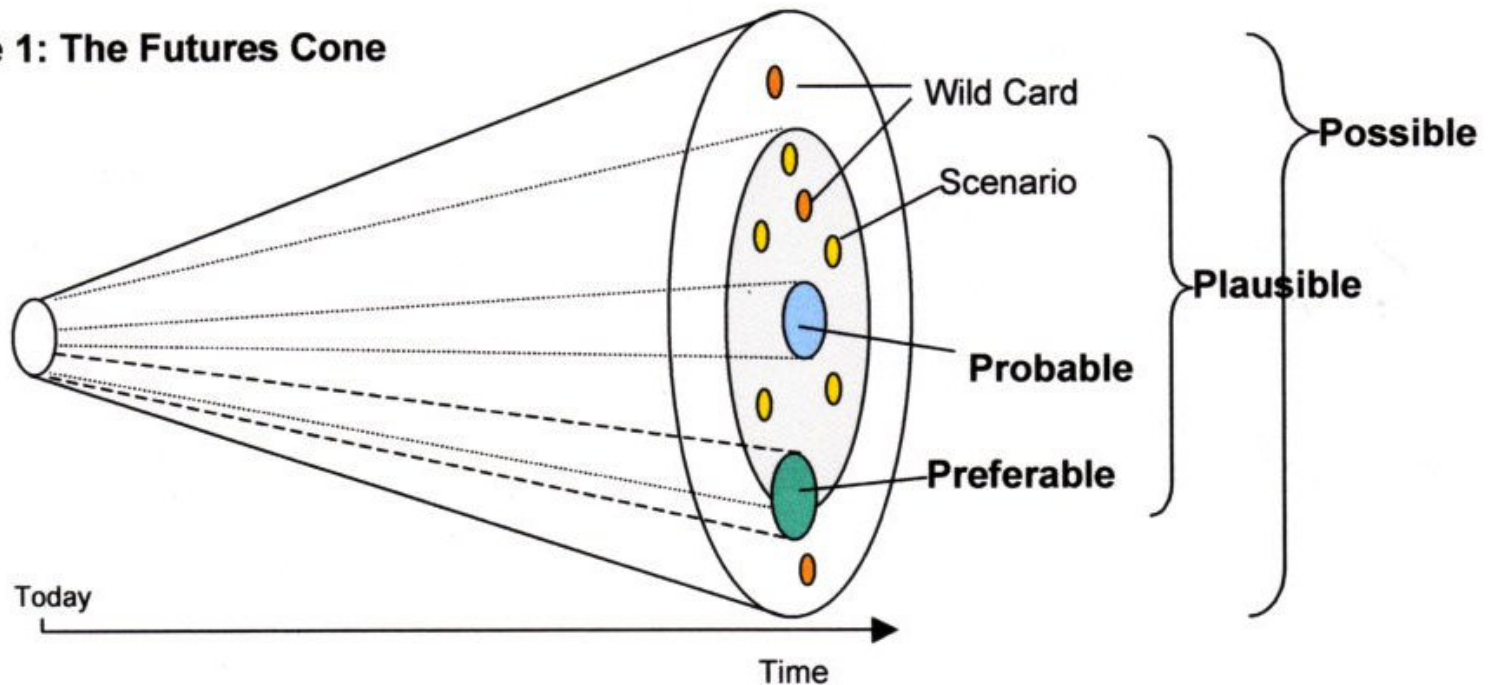 1: The Futures Cone
Wild Card
Possible
Scenario
Plausible
Probable
Preferable
Today
Time